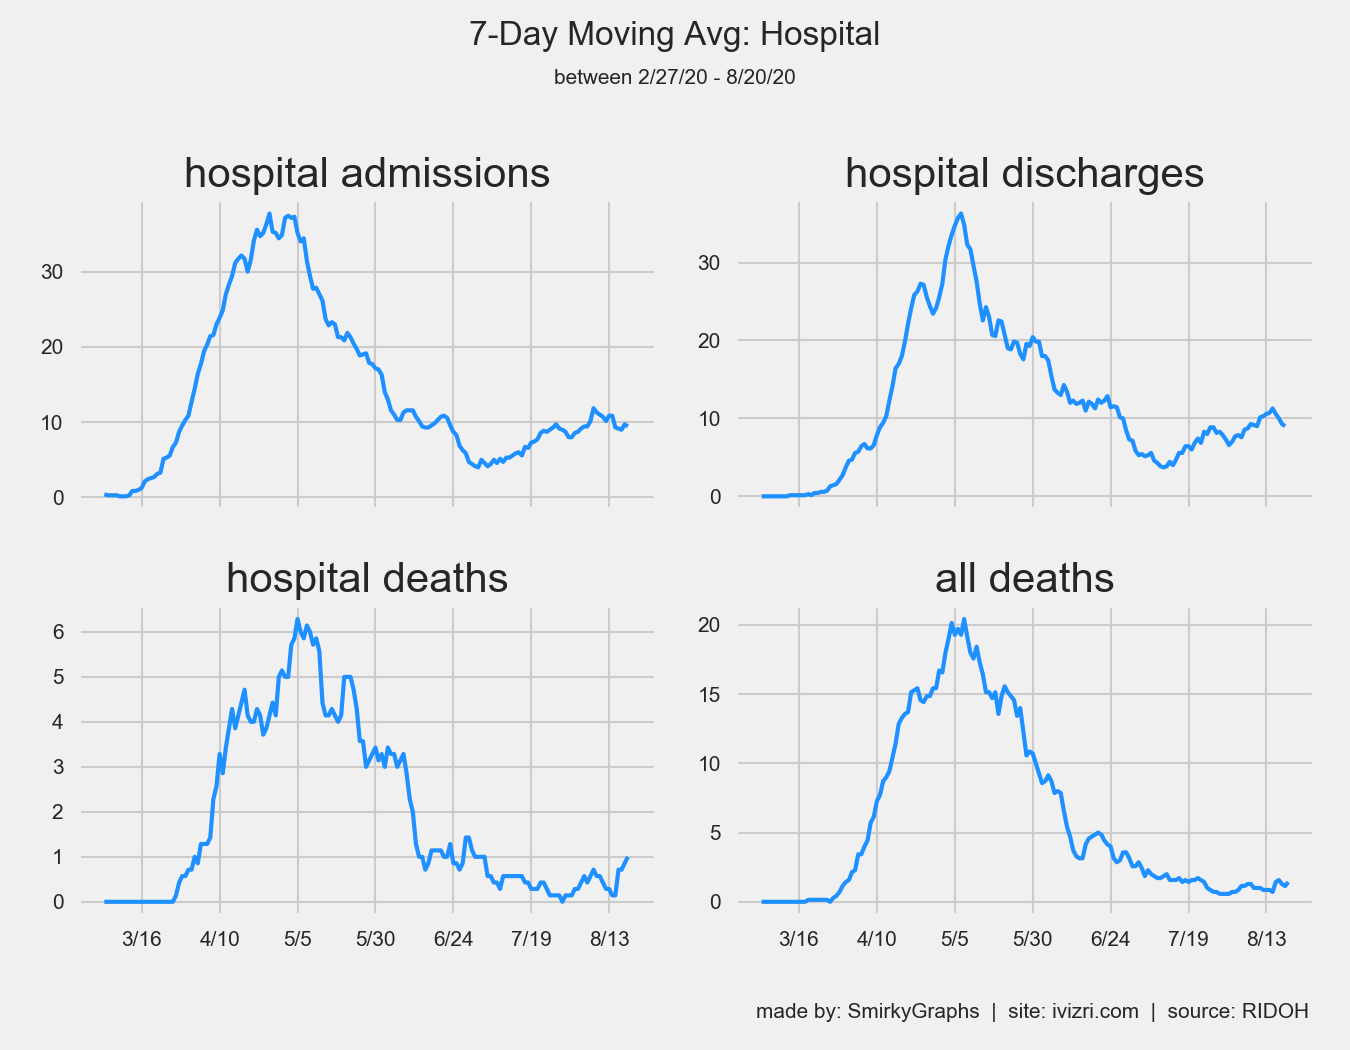 7-Day Moving Avg: Hospital
between 2/27/20 - 8/20/20
hospital admissions
30
20
10
0
hospital discharges
30
20
10
0
hospital deaths
6
5
4
3
2
1
0
3/16 4/10 5/5 5/30 6/24 7/19 8/13
all deaths
20
15
10
5
0
3/16 4/10 5/5 5/30 6/24 7/19 8/13
made by: SmirkyGraphs | site: ivizri.com | source: RIDOH